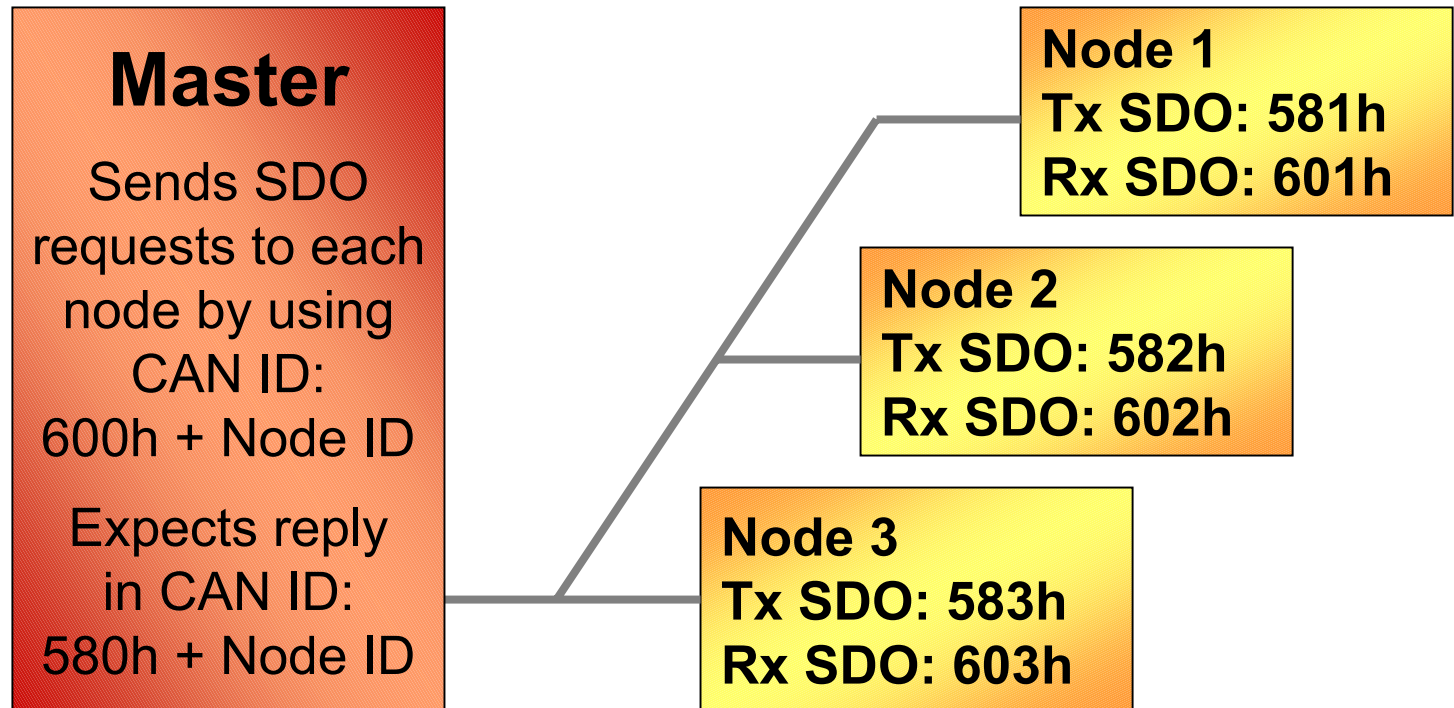 Master
Sends SDO
requests to each
node by using
CAN ID:
600h + Node ID
Expects reply
in CAN ID:
580h + Node ID
Node 1
Tx SDO: 581h
Rx SDO: 601h
Node 2
Tx SDO: 582h
Rx SDO: 602h
Node 3
Tx SDO: 583h
Rx SDO: 603h